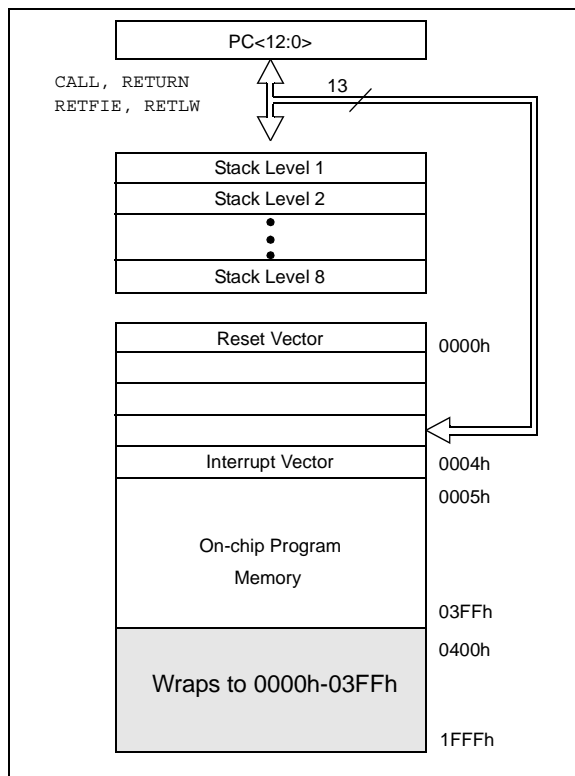 PC<12:0>
CALL, RETURN
RETFIE, RETLW
13
Stack Level 1
Stack Level 2
Stack Level 8
Reset Vector
0000h
Interrupt Vector
0004h
0005h
On-chip Program
Memory
03FFh
0400h
Wraps to 0000h-03FFh
1FFFh